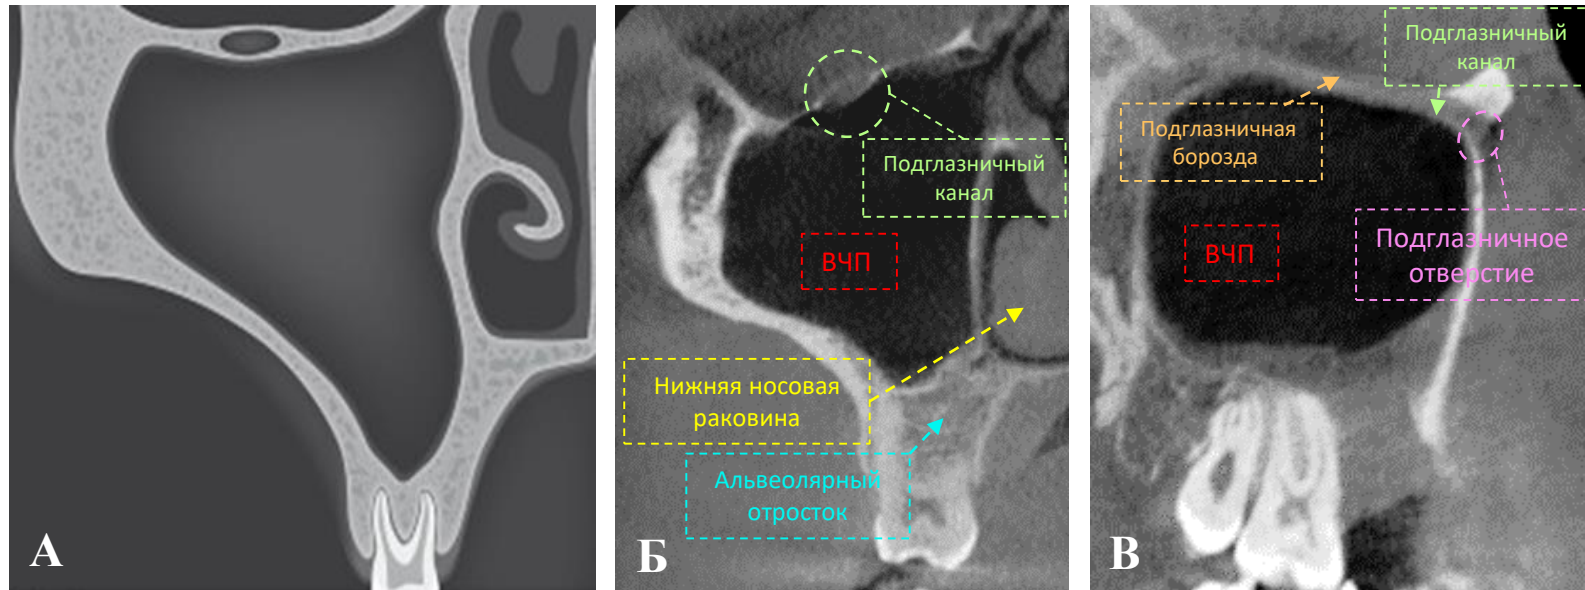 А
Подглазничный
канал
ВЧП
Нижняя носовая
раковина
Альвеолярный
отросток
Б
Подглазничный
канал
Подглазничная
борозда
ВЧП
Подглазничное
отверстие
В